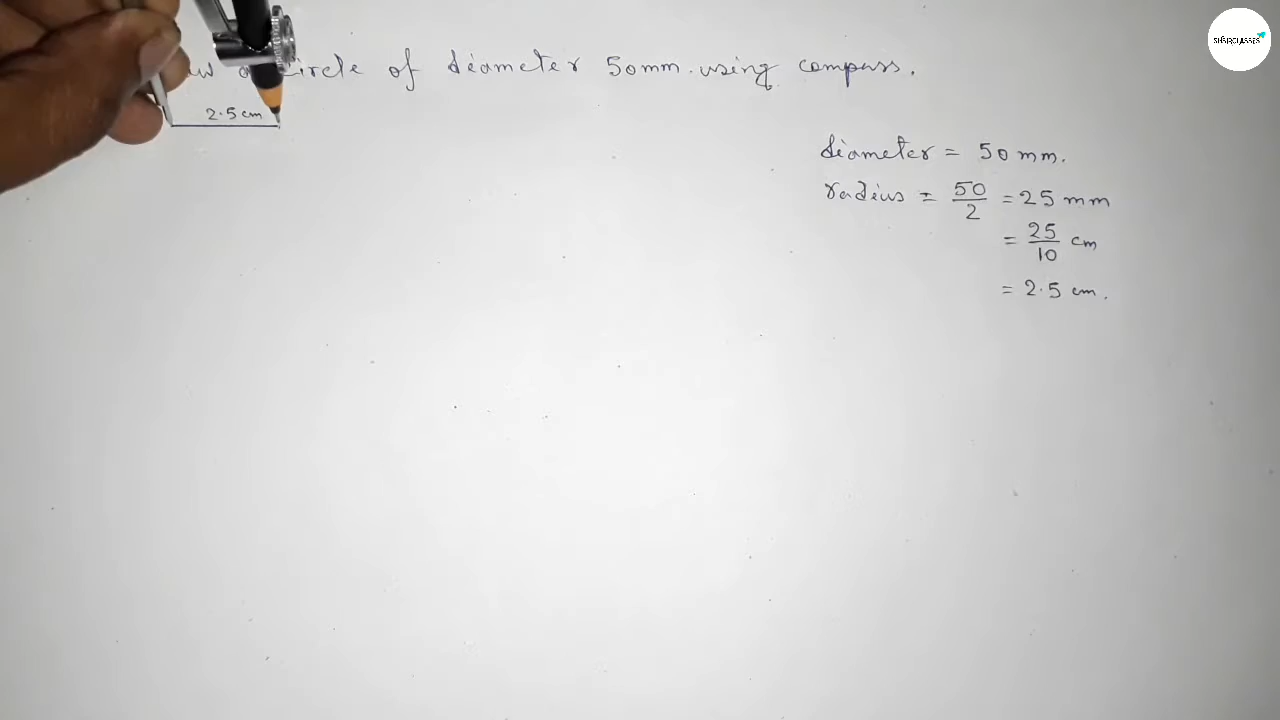 circle of diameter 50mm. using compass.
2.5 cm
diameter = 50 mm.
radius = 50/2 = 25 mm
= 25/10 cm
= 2.5 cm.